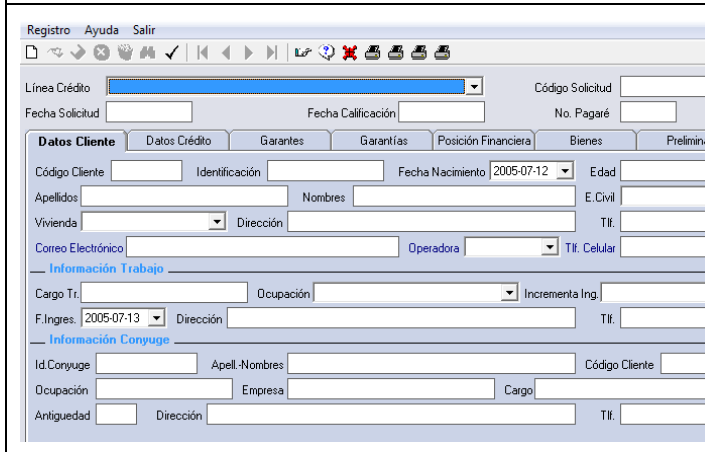 Registro Ayuda Salir
Línea Crédito Código Solicitud
Fecha Solicitud Fecha Calificación No. Pagaré
Datos Cliente Datos Crédito Garantes Garantías Posición Financiera Bienes Prelimin
Código Cliente Identificación Fecha Nacimiento 2005-07-12 Edad
Apellidos Nombres E.Civil
Vivienda Dirección Tlf.
Correo Electrónico Operadora Tlf. Celular
Información Trabajo
Cargo Tr. Ocupación Incrementa Ing.
F.Ingres. 2005-07-13 Dirección Tlf.
Información Conyuge
Id.Conyuge Apell.-Nombres Código Cliente
Ocupación Empresa Cargo
Antiguedad Dirección Tlf.